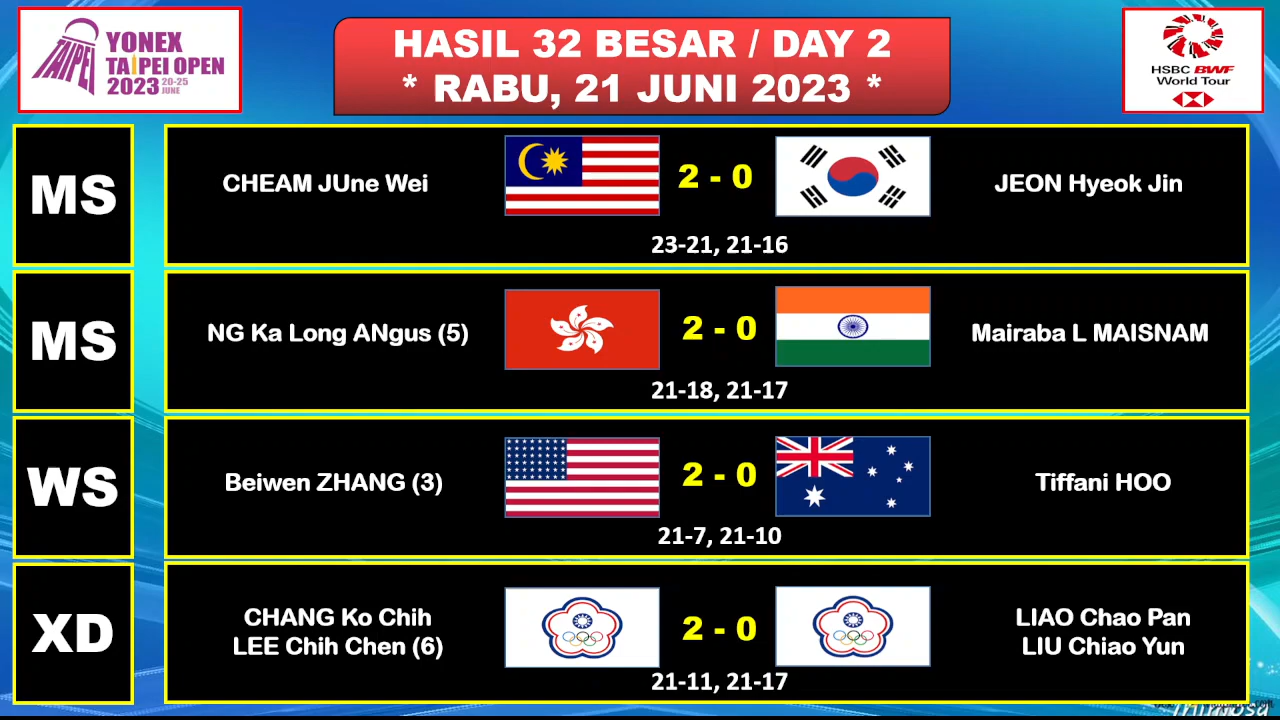 YONEX
TAIPEI OPEN
2023 20-25 JUNE
TAIPEI
HASIL 32 BESAR / DAY 2
* RABU, 21 JUNI 2023 *
HSBC BWF
World Tour
MS
CHEAM JUne Wei
2 - 0
JEON Hyeok Jin
23-21, 21-16
MS
NG Ka Long ANgus (5)
2 - 0
Mairaba L MAISNAM
21-18, 21-17
WS
Beiwen ZHANG (3)
2 - 0
Tiffani HOO
21-7, 21-10
XD
CHANG Ko Chih
LEE Chih Chen (6)
2 - 0
LIAO Chao Pan
LIU Chiao Yun
21-11, 21-17